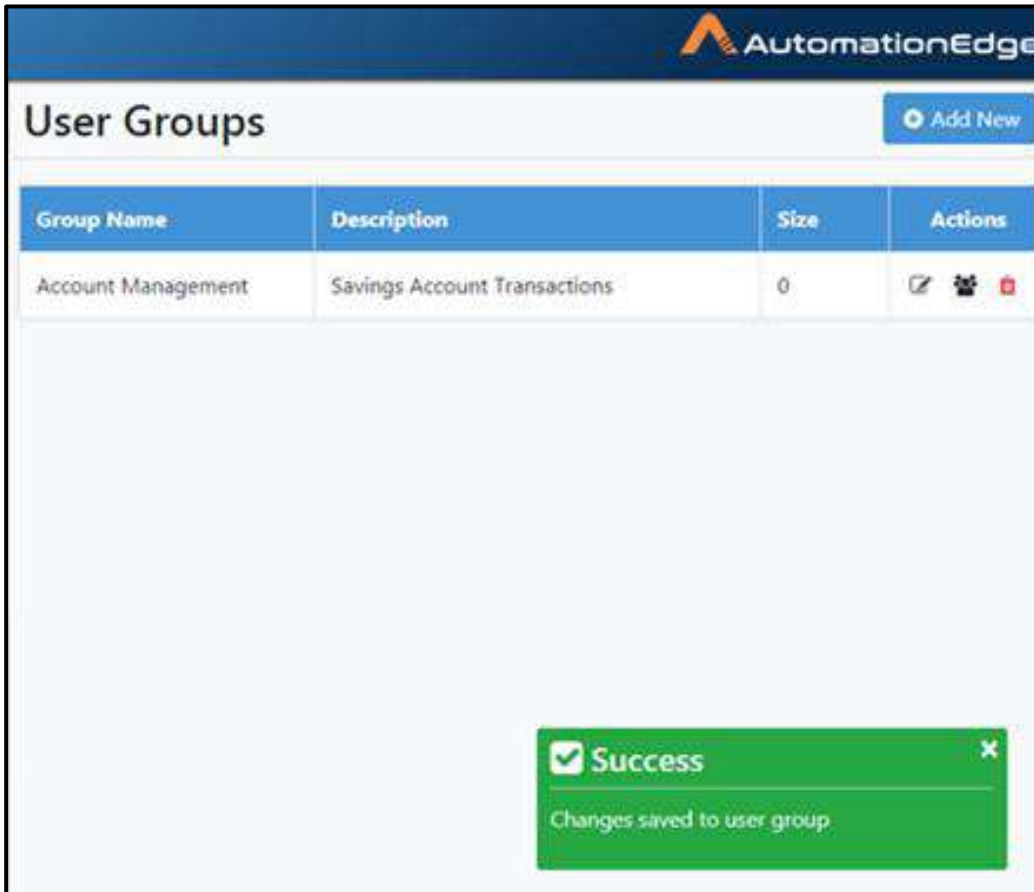 AutomationEdge
User Groups
Add New
Group Name Description Size Actions
Account Management Savings Account Transactions 0
Success
Changes saved to user group